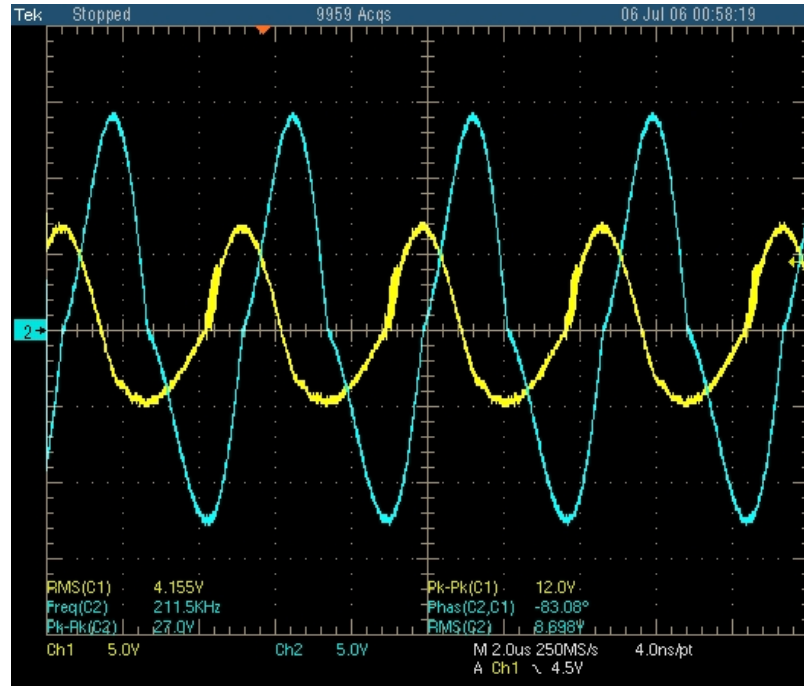 Tek Stopped 9959 Acqs 06 Jul 06 00:58:19
2
RMS(C1) 4.155V Pk-Pk(C1) 12.0V
Freq(C2) 211.5KHz Phas(C2,C1) -83.08°
Pk-Pk(C2) 27.0V RMS(C2) 8.698V
Ch1 5.0V Ch2 5.0V M 2.0us 250MS/s 4.0ns/pt
A Ch1 \ 4.5V